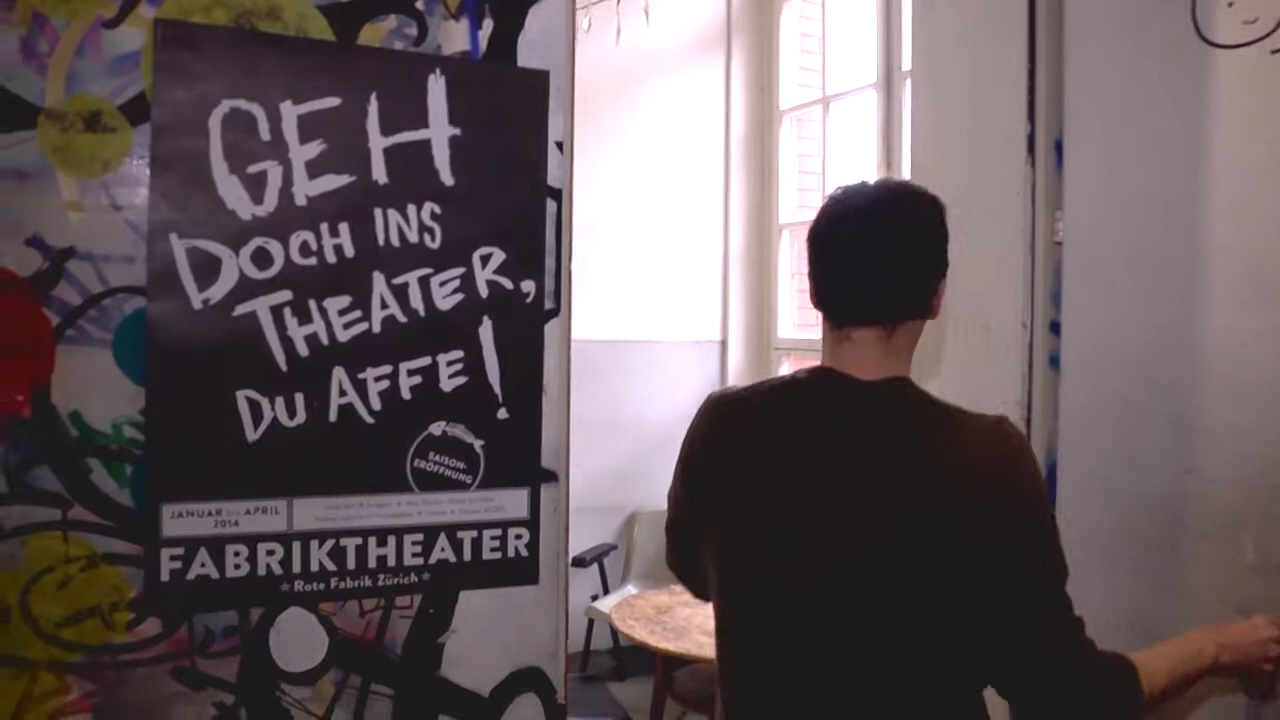 GEH
DOCH INS
THEATER,
DU AFFE!
SAISON-
ERÖFFNUNG
JANUAR bis APRIL
2014
FABRIKTHEATER
Rote Fabrik Zürich